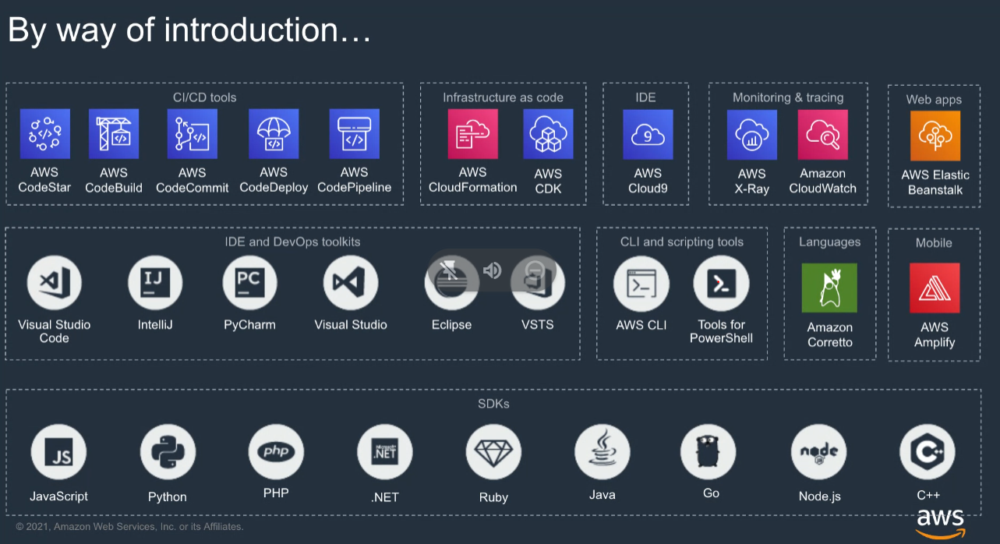 By way of introduction…
CI/CD tools
AWS
CodeStar
AWS
CodeBuild
AWS
CodeCommit
AWS
CodeDeploy
AWS
CodePipeline
Infrastructure as code
AWS
CloudFormation
AWS
CDK
IDE
9
AWS
Cloud9
Monitoring & tracing
AWS
X-Ray
Amazon
CloudWatch
Web apps
AWS Elastic
Beanstalk
IDE and DevOps toolkits
Visual Studio
Code
IJ
IntelliJ
PC
PyCharm
Visual Studio
Eclipse
VSTS
CLI and scripting tools
AWS CLI
Tools for
PowerShell
Languages
Amazon
Corretto
Mobile
AWS
Amplify
SDKs
JS
JavaScript
Python
php
PHP
Microsoft
.NET
.NET
Ruby
Java
Go
node
JS
Node.js
C++
C++
© 2021, Amazon Web Services, Inc. or its Affiliates.
aws